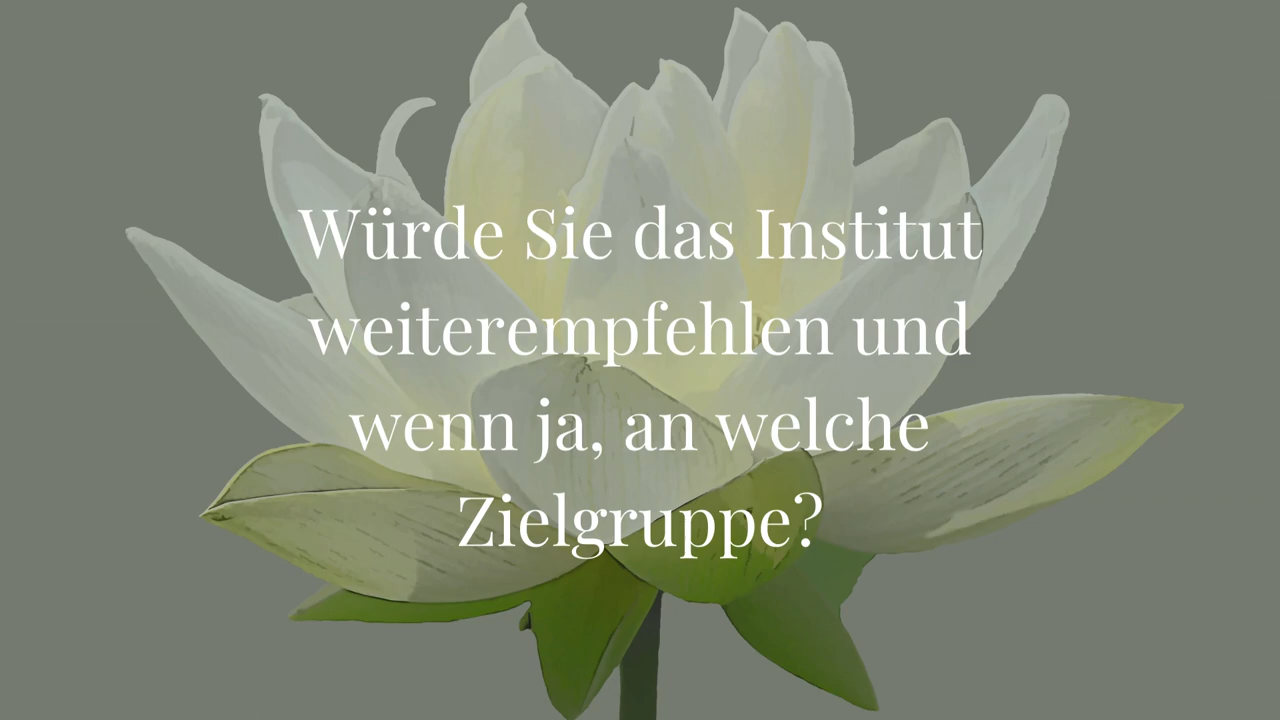 Würde Sie das Institut
weiterempfehlen und
wenn ja, an welche
Zielgruppe?